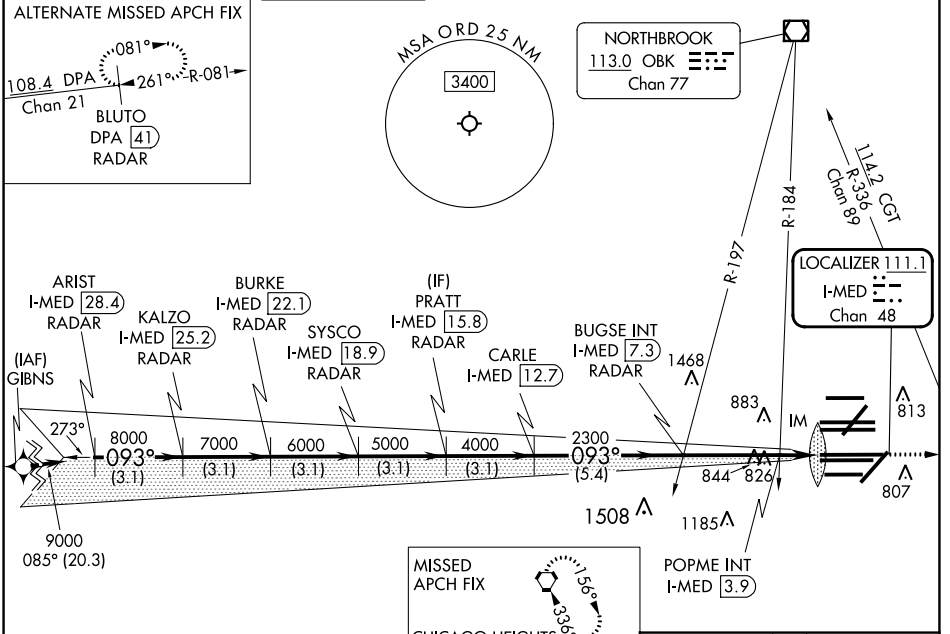 ALTERNATE MISSED APCH FIX
081°
108.4 DPA
261°
R-081
Chan 21
BLUTO
DPA 41
RADAR
MSA ORD 25 NM
3400
NORTHBROOK
113.0 OBK
Chan 77
114.2 CGT
R-336
Chan 89
R-197
R-184
LOCALIZER 111.1
I-MED
Chan 48
ARIST
I-MED 28.4
RADAR
KALZO
I-MED 25.2
RADAR
BURKE
I-MED 22.1
RADAR
SYSCO
I-MED 18.9
RADAR
(IF)
PRATT
I-MED 15.8
RADAR
CARLE
I-MED 12.7
BUGSE INT
I-MED 7.3
RADAR
1468
883
IM
813
(IAF)
GIBNS
273°
8000
093°
(3.1)
7000
(3.1)
6000
(3.1)
5000
(3.1)
4000
(3.1)
2300
093°
(5.4)
844
826
807
9000
085° (20.3)
1508
1185
POPME INT
I-MED 3.9
MISSED
APCH FIX
156°
336°
CHICAGO HEIGHTS